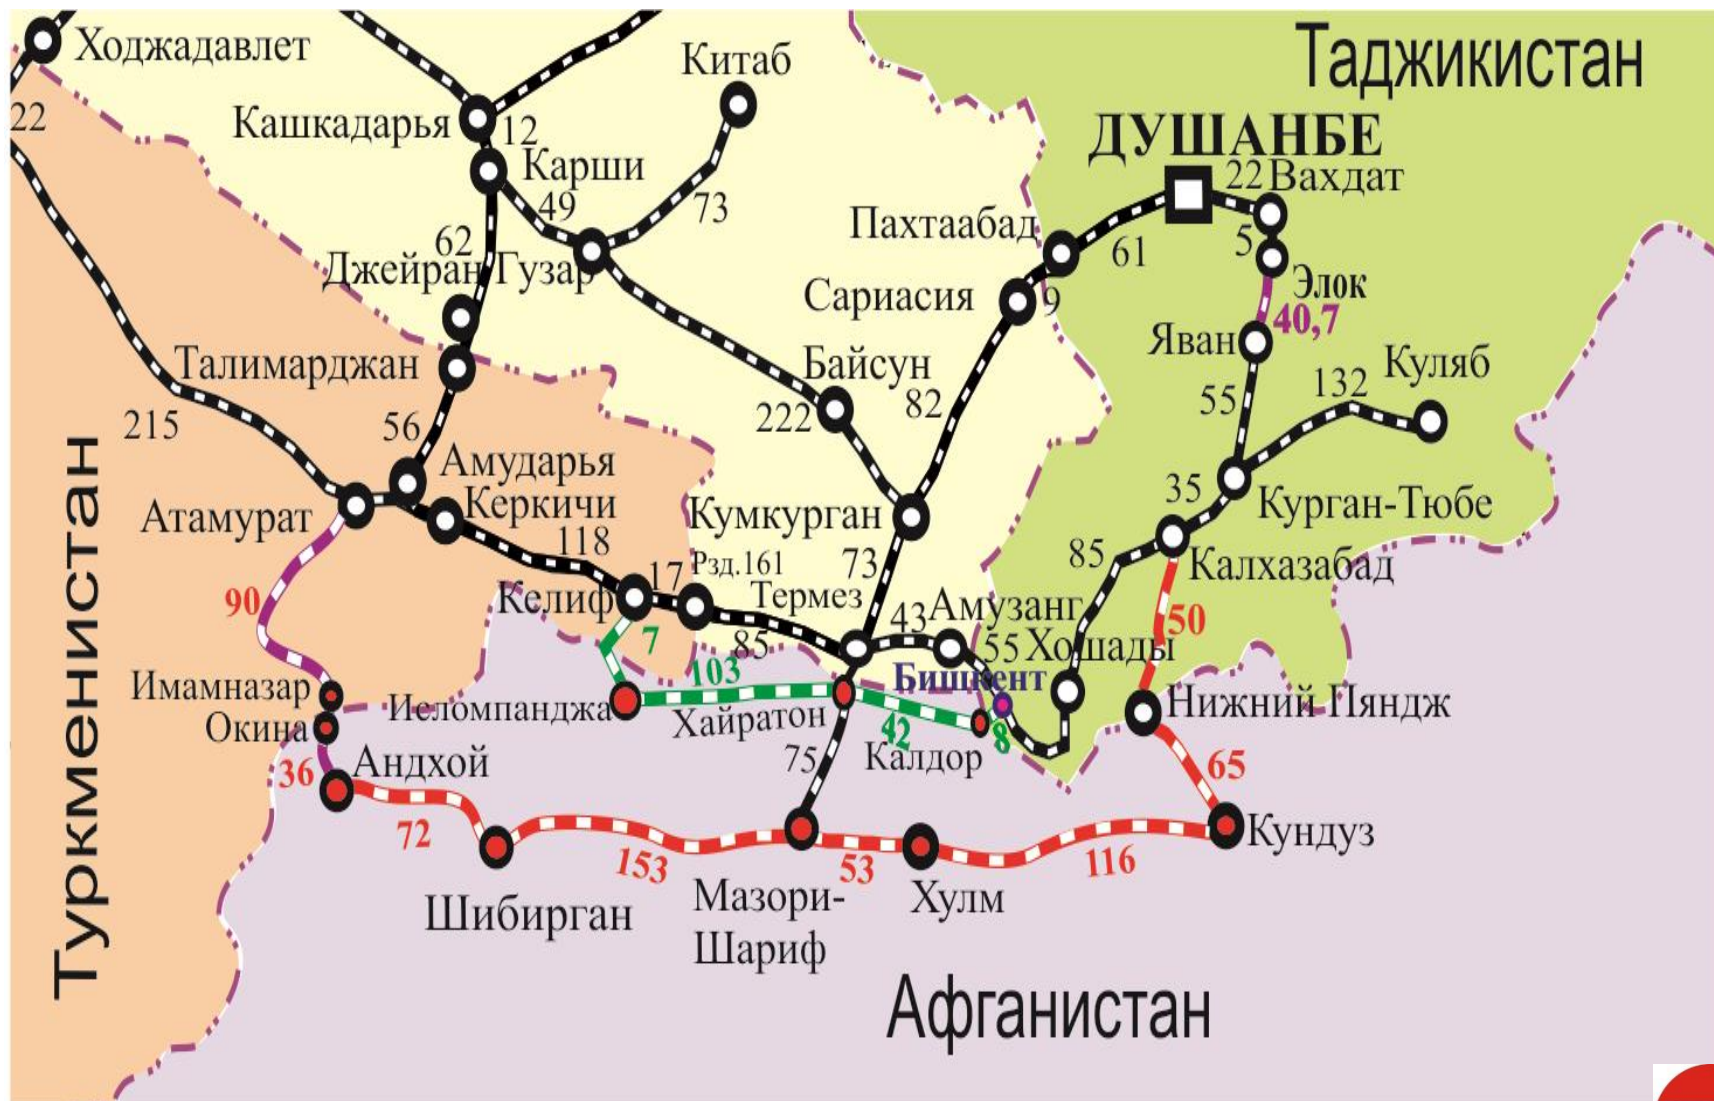 Ходжадавлет
Китаб
Таджикистан
22
Кашкадарья
12
ДУШАНБЕ
Карши
22
Вахдат
49
73
Пахтаабад
5
61
62
Джейран
Гузар
Сариасия
9
Элок
40,7
Талимарджан
Байсун
Яван
Куляб
132
215
56
222
82
55
Амударья
Керкичи
Атамурат
Кумкурган
35
Курган-Тюбе
118
17
Рзд.161
73
85
Калхазабад
90
Келиф
Термез
43
Амузанг
7
85
55
Хошады
50
103
Бишкент
Имамназар
Окина
Иеломпанджа
Хайратон
42
8
Нижний Пяндж
Калдор
75
36
Андхой
65
72
153
53
116
Кундуз
Шибирган
Мазори-
Шариф
Хулм
Туркменистан
Афганистан